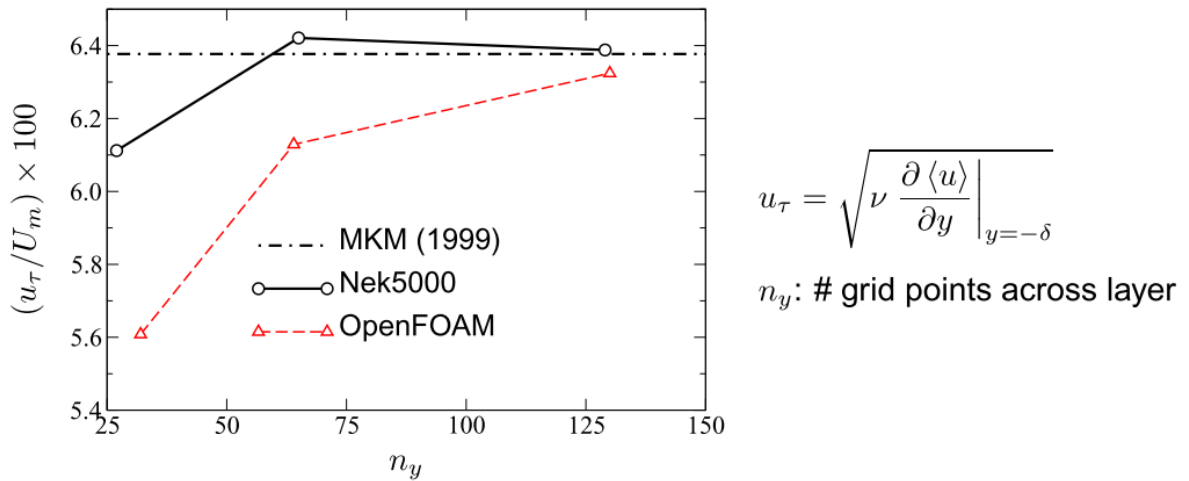 6.4
6.2
6.0
5.8
5.6
5.4
25
50
75
100
125
150
(u_τ/U_m) × 100
n_y
MKM (1999)
Nek5000
OpenFOAM
u_τ = √(ν ∂⟨u⟩/∂y |_{y=−δ})
n_y: # grid points across layer